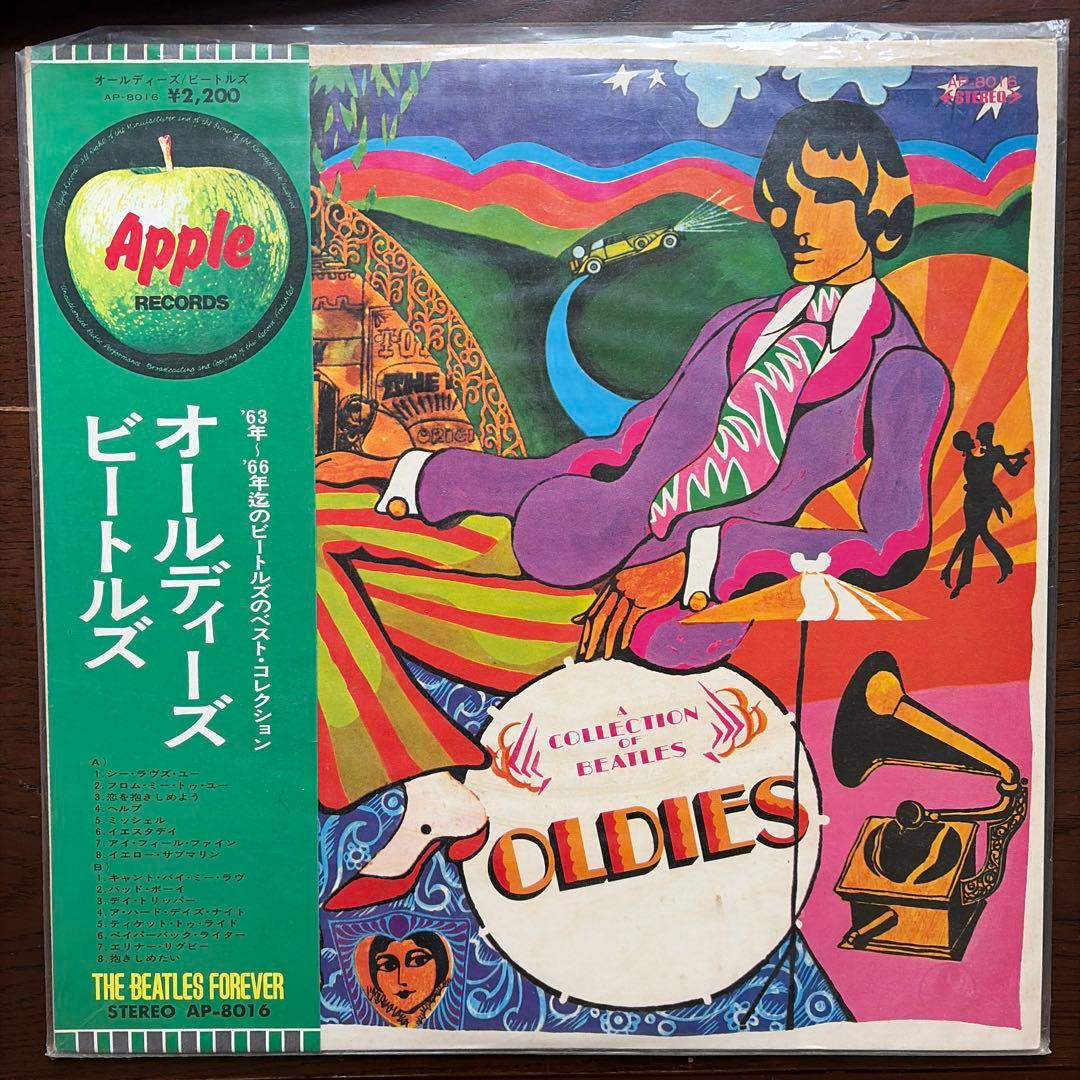 オールディーズ/ビートルズ
AP-8016 ¥2,200
Apple
RECORDS
'63年〜'66年迄のビートルズのベスト・コレクション
オールディーズ
ビートルズ
A)
1.シー・ラヴズ・ユー
2.フロム・ミー・トゥ・ユー
3.恋を抱きしめよう
4.ヘルプ
5.ミッシェル
6.イエスタデイ
7.アイ・フィール・ファイン
8.イエロー・サブマリン
B)
1.キャント・バイ・ミー・ラヴ
2.バッド・ボーイ
3.デイ・トリッパー
4.ア・ハード・デイズ・ナイト
5.ティケット・トゥ・ライド
6.ペイパーバック・ライター
7.エリナー・リグビー
8.抱きしめたい
THE BEATLES FOREVER
STEREO AP-8016
AP-8016
STEREO
THE
ORIGI
A
COLLECTION
OF
BEATLES
OLDIES